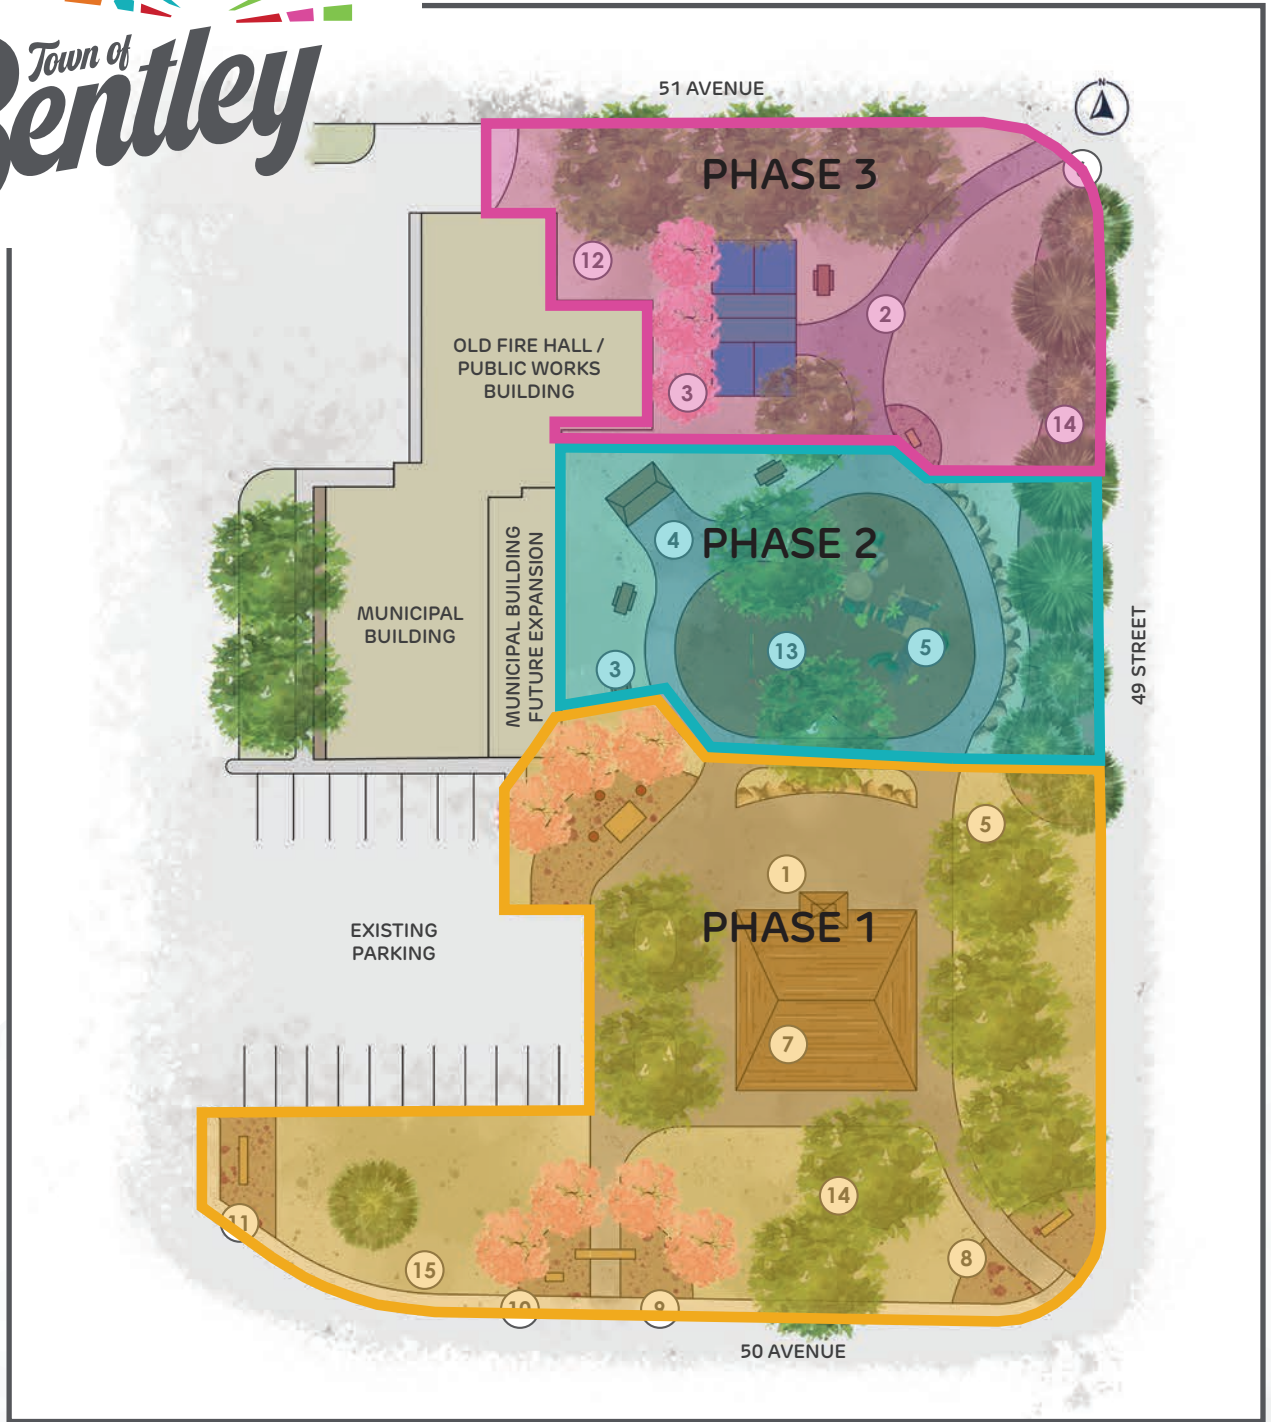 Town of
Bentley
51 AVENUE
N
PHASE 3
12
2
3
14
OLD FIRE HALL /
PUBLIC WORKS
BUILDING
4
PHASE 2
13
5
3
MUNICIPAL
BUILDING
MUNICIPAL BUILDING
FUTURE EXPANSION
49 STREET
5
1
PHASE 1
EXISTING
PARKING
7
14
11
15
8
10
9
50 AVENUE